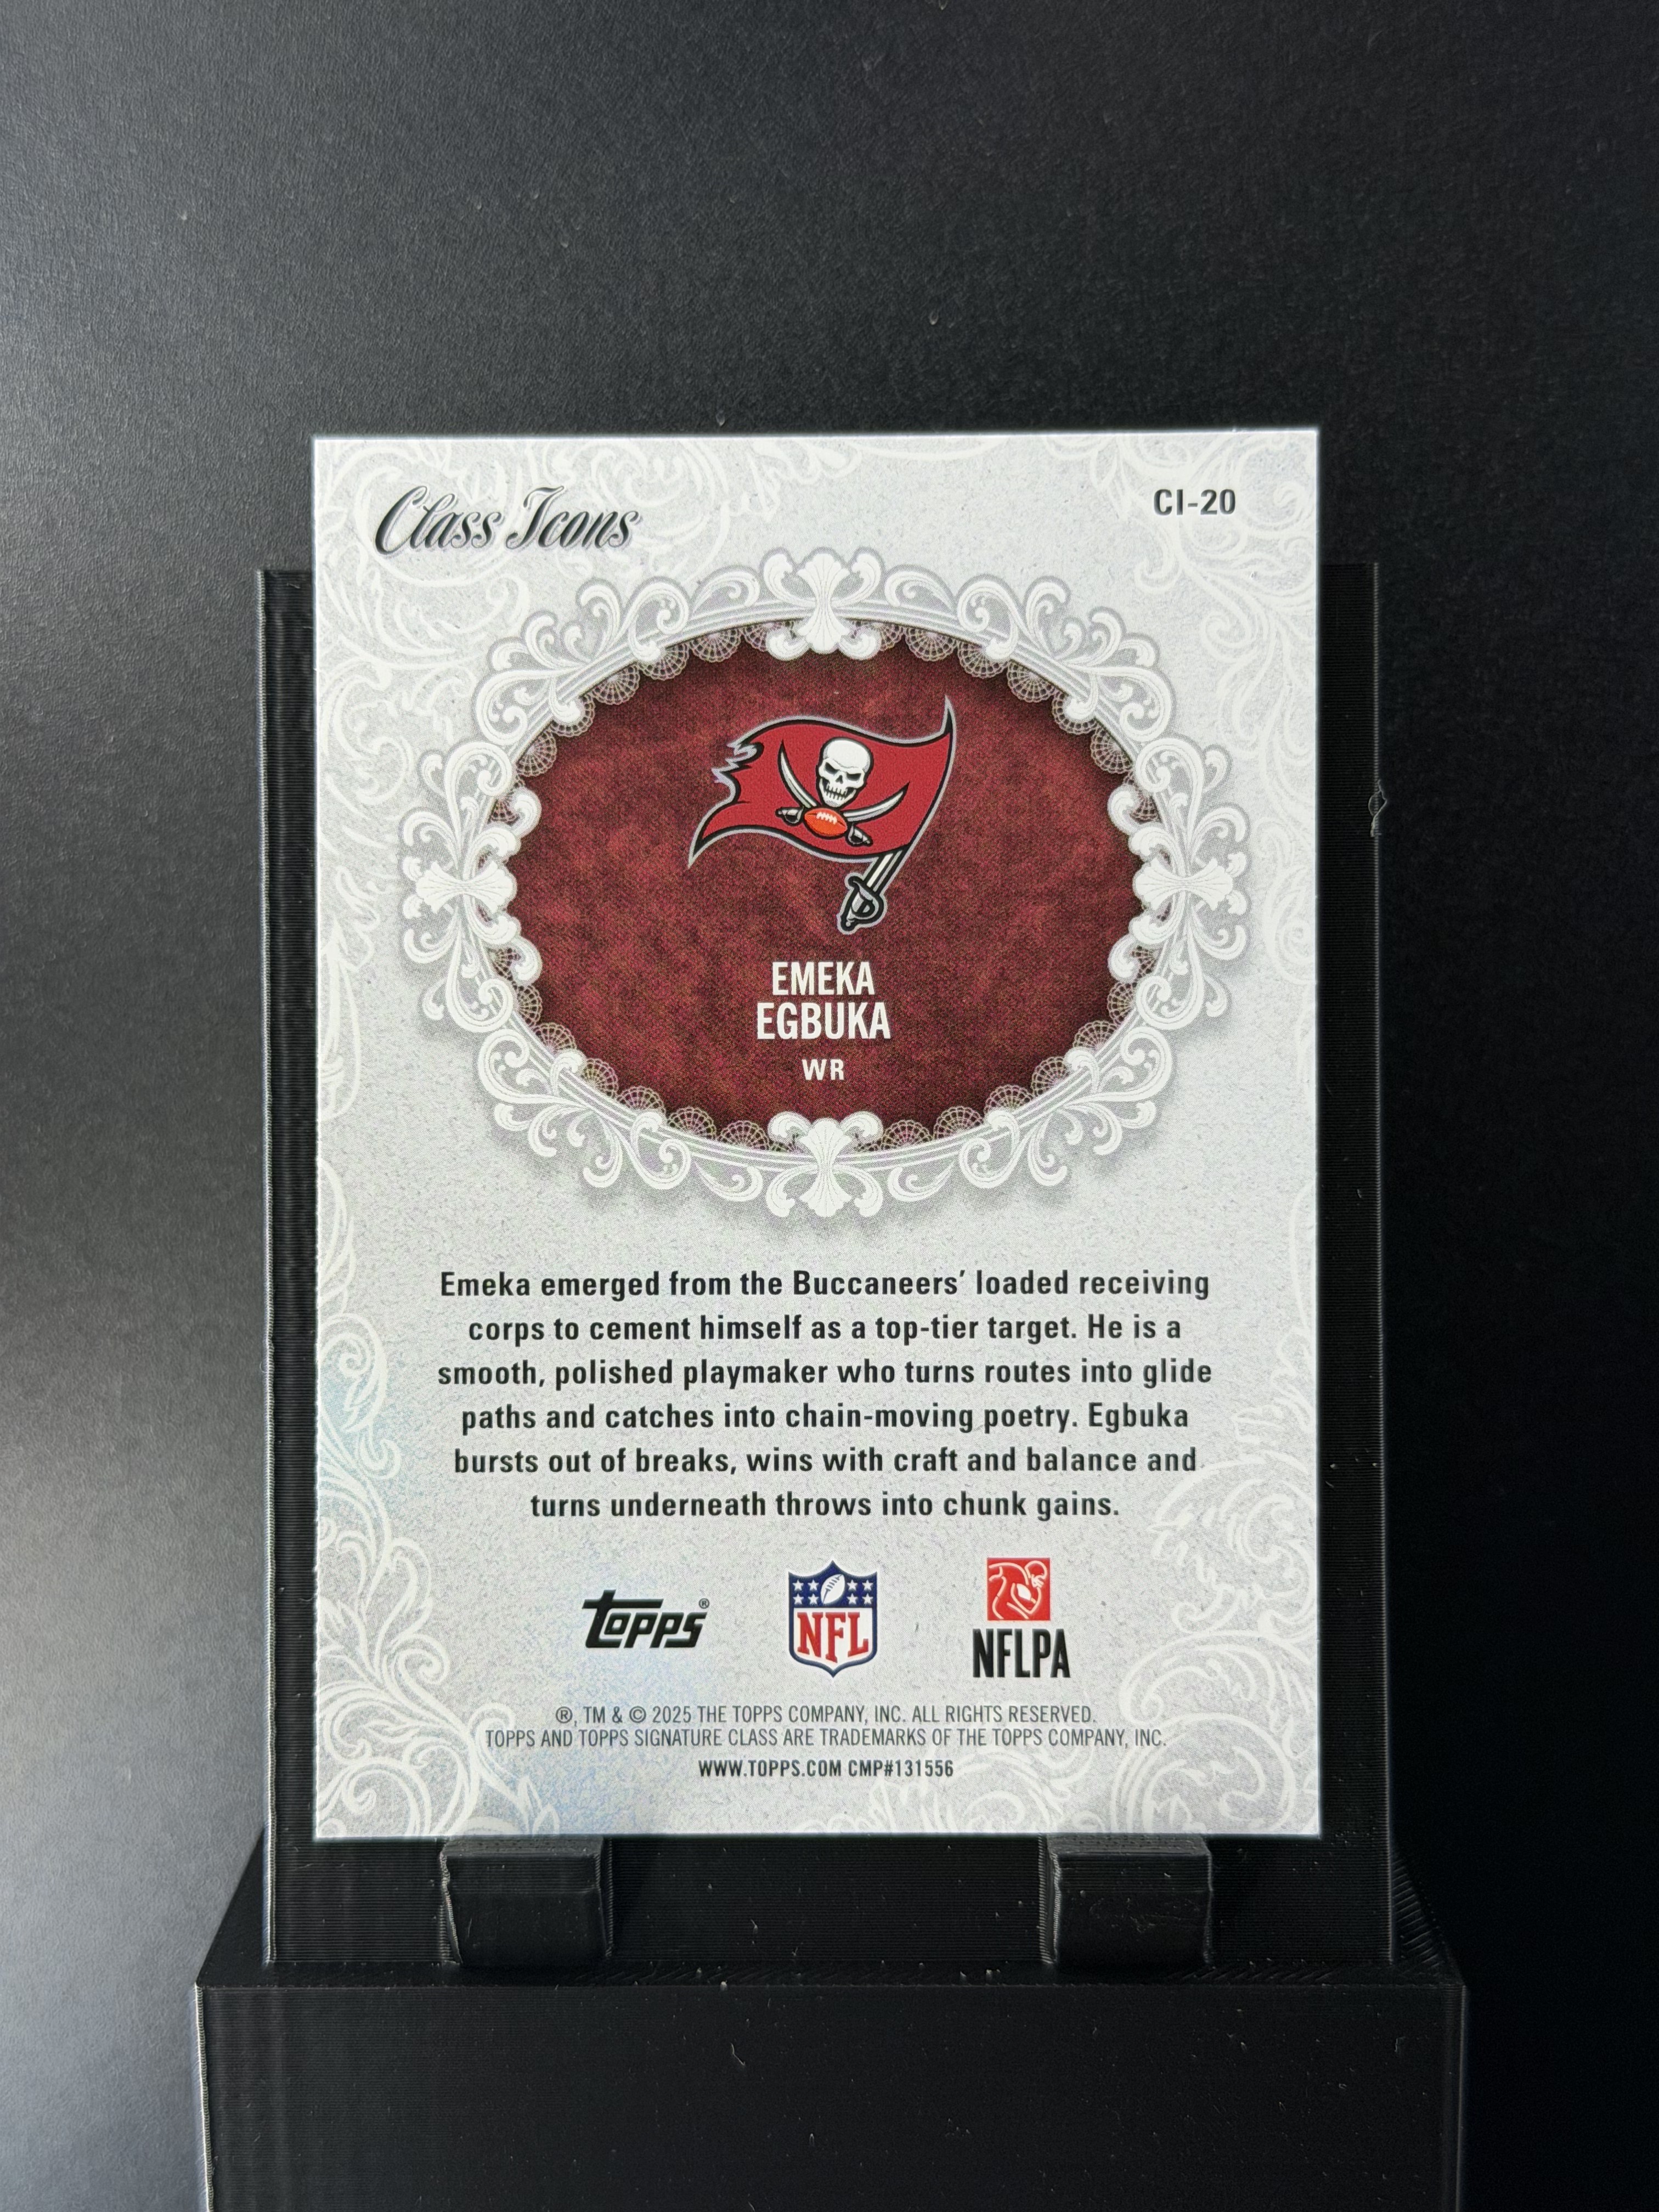 Class Icons
CI-20
EMEKA
EGBUKA
WR
Emeka emerged from the Buccaneers' loaded receiving
corps to cement himself as a top-tier target. He is a
smooth, polished playmaker who turns routes into glide
paths and catches into chain-moving poetry. Egbuka
bursts out of breaks, wins with craft and balance and
turns underneath throws into chunk gains.
topps®
NFL
NFLPA
®, TM & © 2025 THE TOPPS COMPANY, INC. ALL RIGHTS RESERVED.
TOPPS AND TOPPS SIGNATURE CLASS ARE TRADEMARKS OF THE TOPPS COMPANY, INC.
WWW.TOPPS.COM CMP#131556